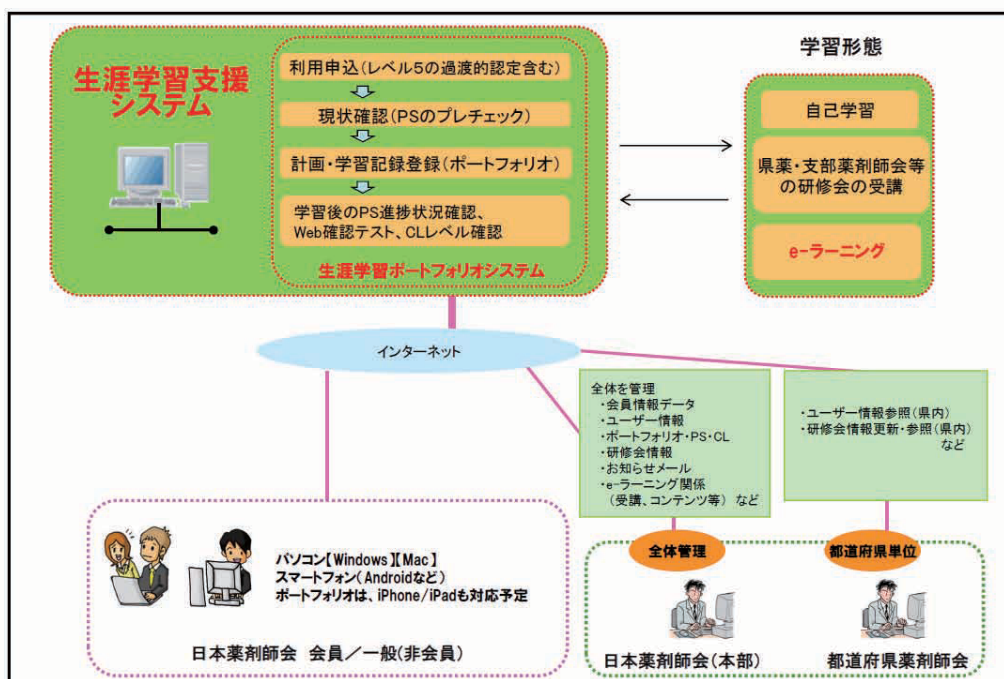 生涯学習支援
システム
利用申込(レベル5の過渡的認定含む)
現状確認(PSのプレチェック)
計画・学習記録登録(ポートフォリオ)
学習後のPS進捗状況確認、
Web確認テスト、CLレベル確認
生涯学習ポートフォリオシステム
学習形態
自己学習
県薬・支部薬剤師会等
の研修会の受講
e-ラーニング
インターネット
全体を管理
・会員情報データ
・ユーザー情報
・ポートフォリオ・PS・CL
・研修会情報
・お知らせメール
・e-ラーニング関係
(受講、コンテンツ等) など
・ユーザー情報参照(県内)
・研修会情報更新・参照(県内)
など
パソコン【Windows】【Mac】
スマートフォン(Androidなど)
ポートフォリオは、iPhone/iPadも対応予定
日本薬剤師会 会員／一般(非会員)
全体管理
都道府県単位
日本薬剤師会(本部)
都道府県薬剤師会